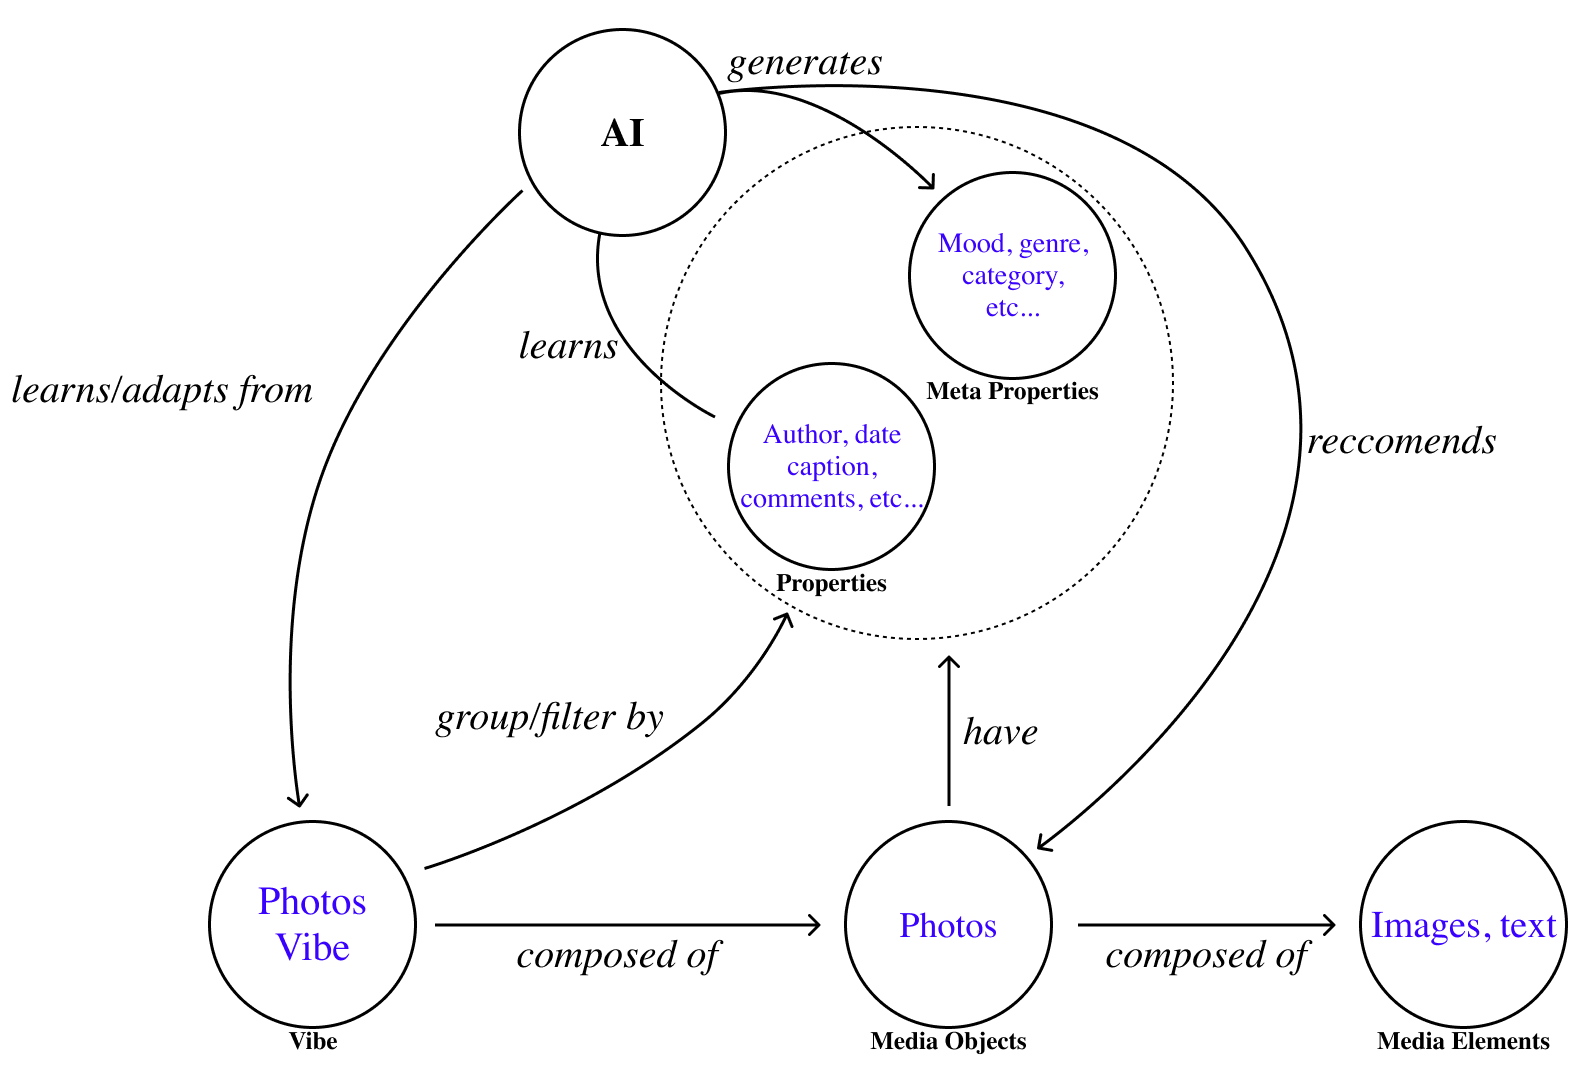 generates
AI
Mood, genre,
category,
etc...
Meta Properties
learns
learns/adapts from
Author, date
caption,
comments, etc...
Properties
reccomends
group/filter by
have
Photos
Vibe
Vibe
composed of
Photos
Media Objects
composed of
Images, text
Media Elements